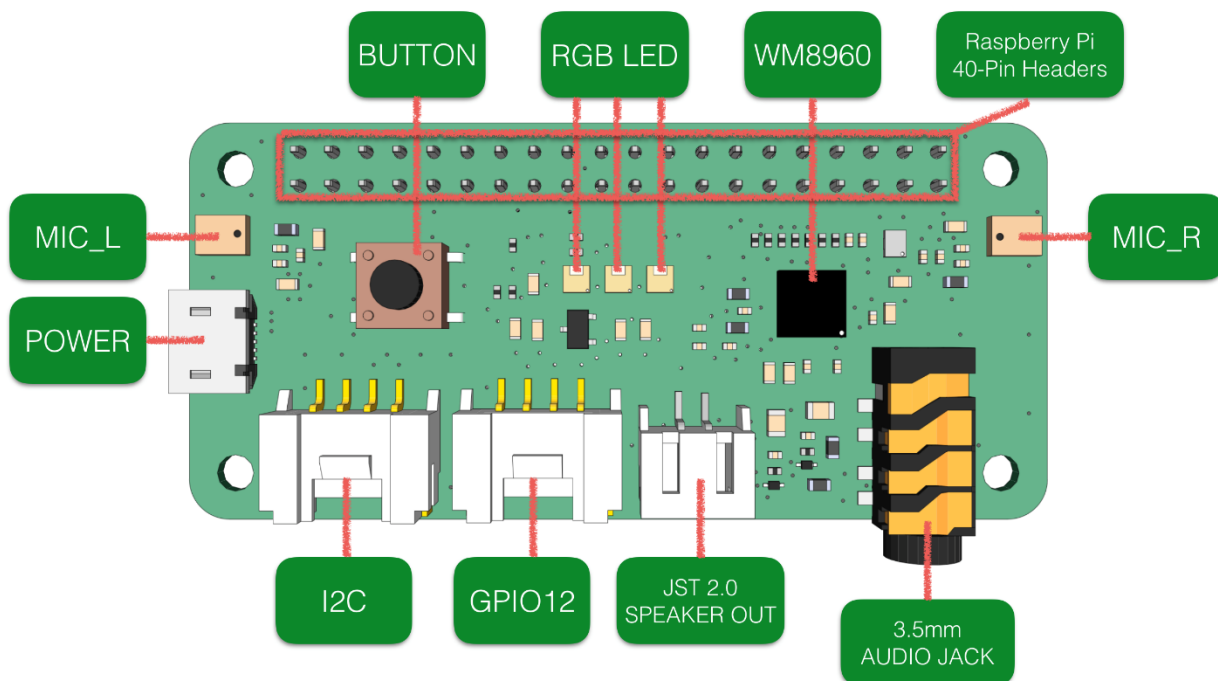 BUTTON
RGB LED
WM8960
Raspberry Pi
40-Pin Headers
MIC_L
MIC_R
POWER
I2C
GPIO12
JST 2.0
SPEAKER OUT
3.5mm
AUDIO JACK